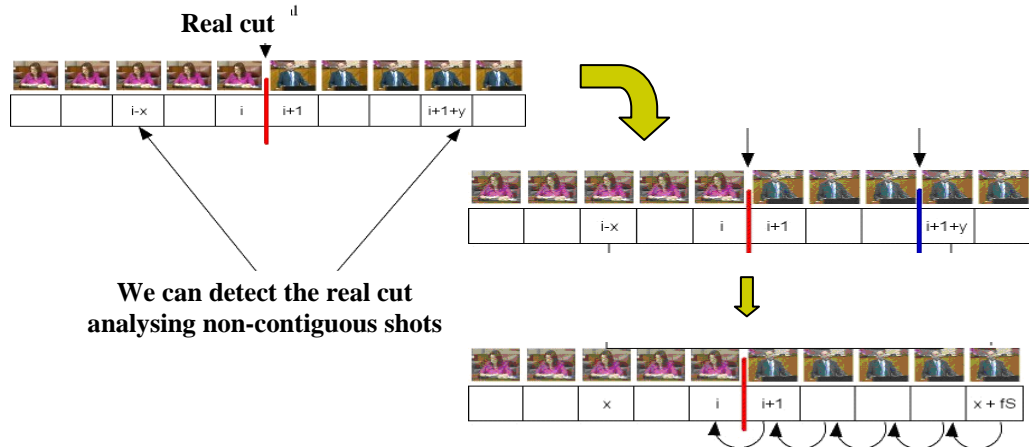 Real cut
i-x i i+1 i+1+y
We can detect the real cut
analysing non-contiguous shots
i-x i i+1 i+1+y
x i i+1 x + fS